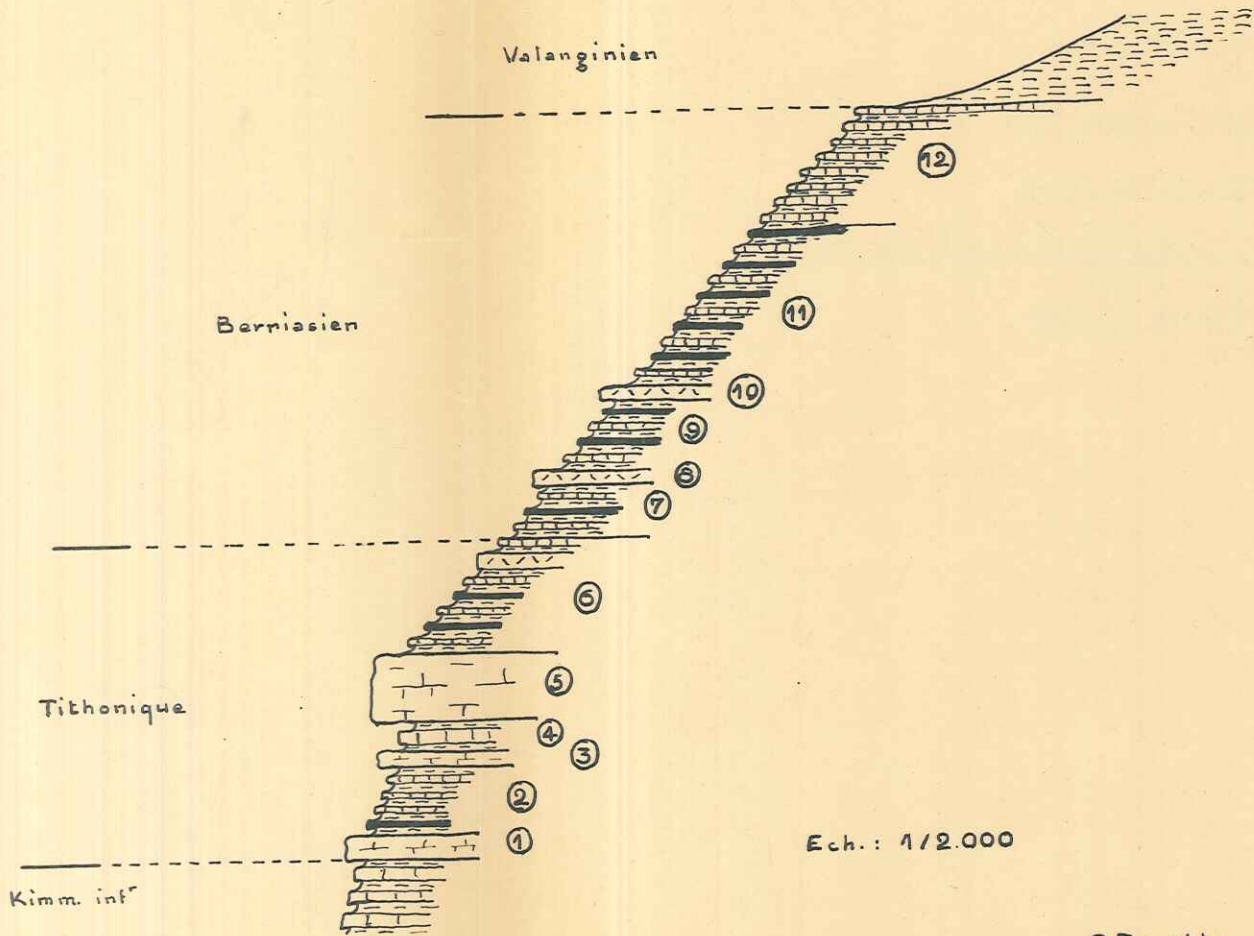 Valanginien
12
11
Berriasien
10
9
8
7
6
5
Tithonique
4
3
2
1
Ech.: 1/2.000
Kimm. infr